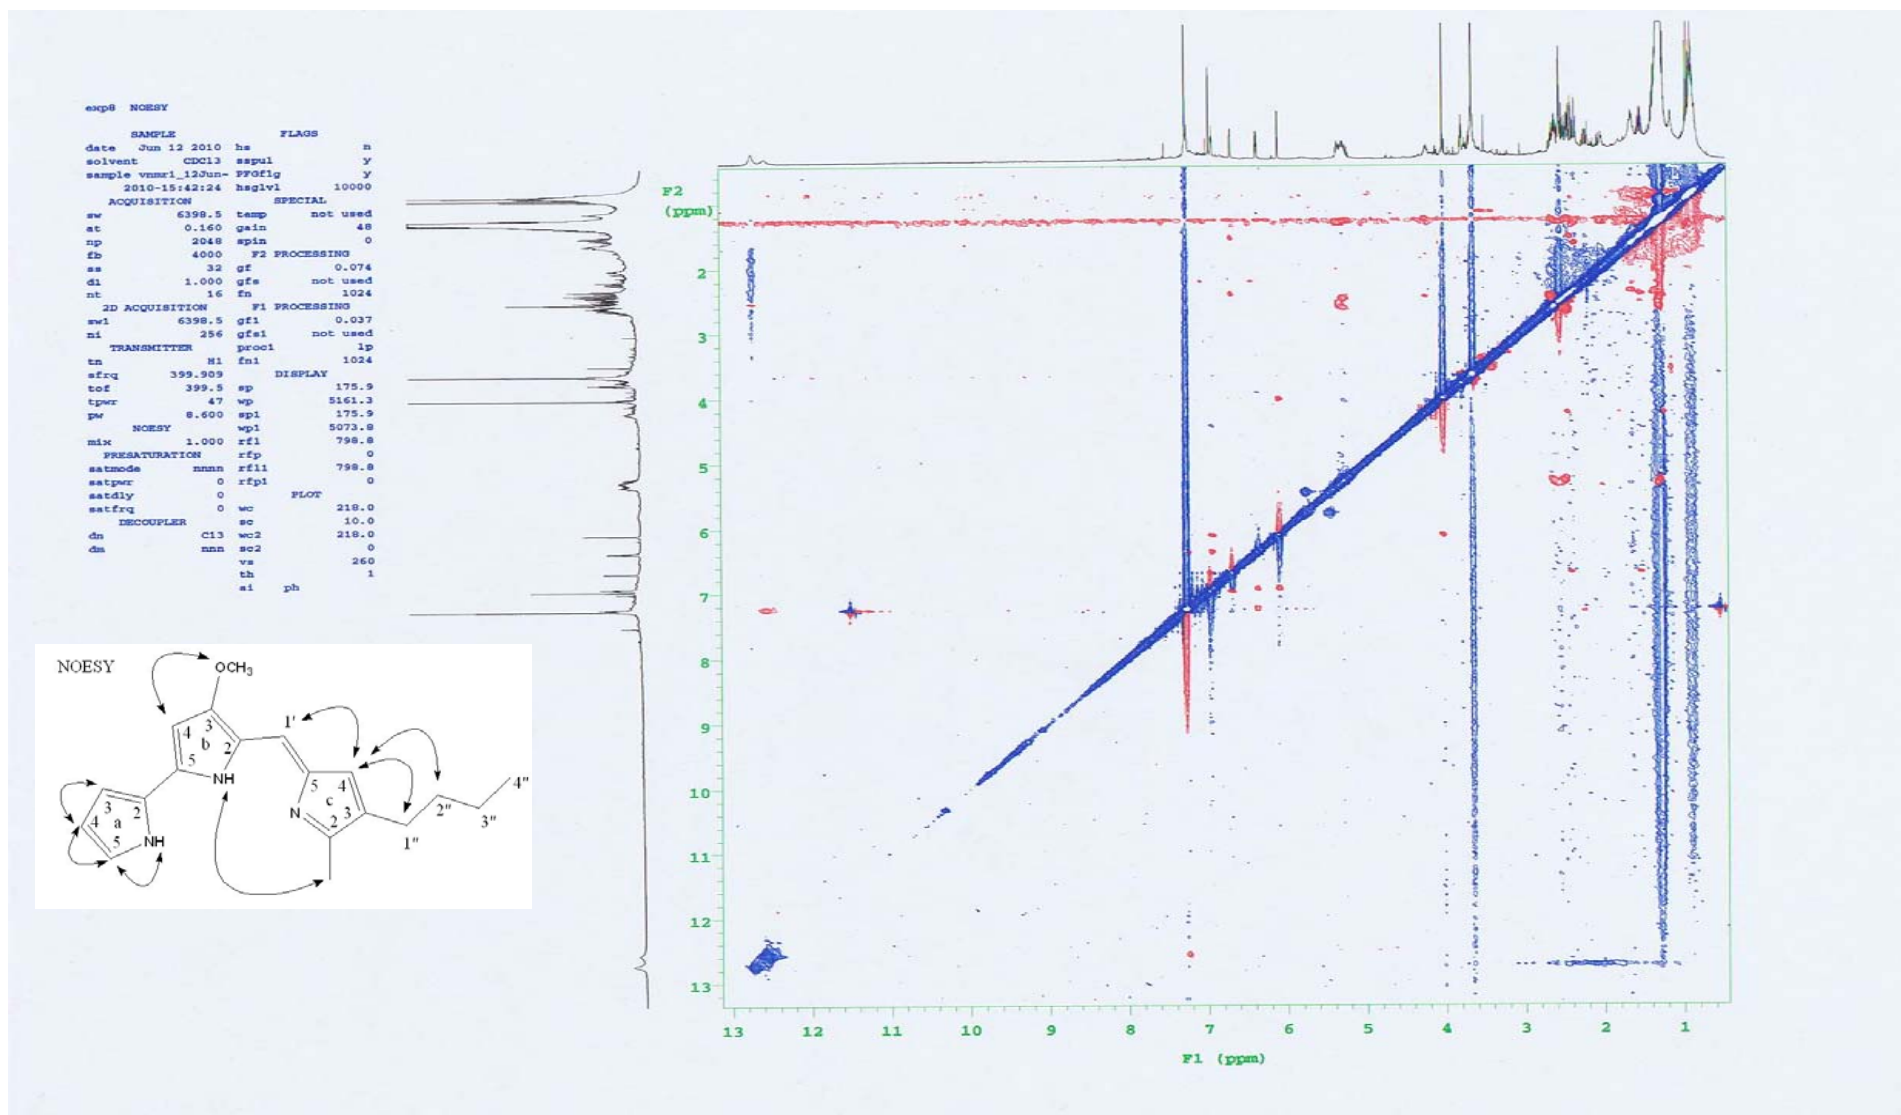 exp8 NOESY
SAMPLE FLAGS
date Jun 12 2010 hs n
solvent CDCl3 sspul y
sample vnmr1_12Jun- PFGflg y
2010-15:42:24 hsglvl 10000
ACQUISITION SPECIAL
sw 6398.5 temp not used
at 0.160 gain 48
np 2048 spin 0
fb 4000 F2 PROCESSING
ss 32 gf 0.074
d1 1.000 gfs not used
nt 16 fn 1024
2D ACQUISITION F1 PROCESSING
sw1 6398.5 gf1 0.037
ni 256 gfs1 not used
TRANSMITTER proc1 lp
tn H1 fn1 1024
sfrq 399.909 DISPLAY
tof 399.5 sp 175.9
tpwr 47 wp 5161.3
pw 8.600 sp1 175.9
NOESY wp1 5073.8
mix 1.000 rfl 798.8
PRESATURATION rfp 0
satmode nnnn rfl1 798.8
satpwr 0 rfp1 0
satdly 0 PLOT
satfrq 0 wc 218.0
DECOUPLER sc 10.0
dn C13 wc2 218.0
dm nnn sc2 0
vs 260
th 1
ai ph
F2
(ppm)
2
3
4
5
6
7
8
9
10
11
12
13
13 12 11 10 9 8 7 6 5 4 3 2 1
F1 (ppm)
NOESY
OCH3
1'
4 3
b
5 2
NH
3 2
4 a
5 NH
5 4
c
N 3
2
4"
2"
3"
1"